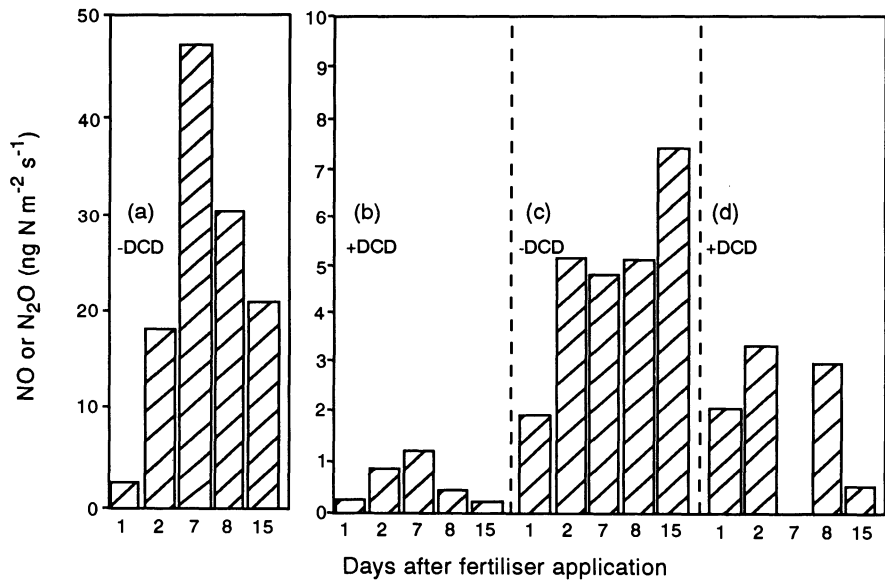 NO or N₂O (ng N m⁻² s⁻¹)
50
40
30
20
10
0
(a)
-DCD
1 2 7 8 15
10
9
8
7
6
5
4
3
2
1
0
(b)
+DCD
1 2 7 8 15
(c)
-DCD
1 2 7 8 15
(d)
+DCD
1 2 7 8 15
Days after fertiliser application